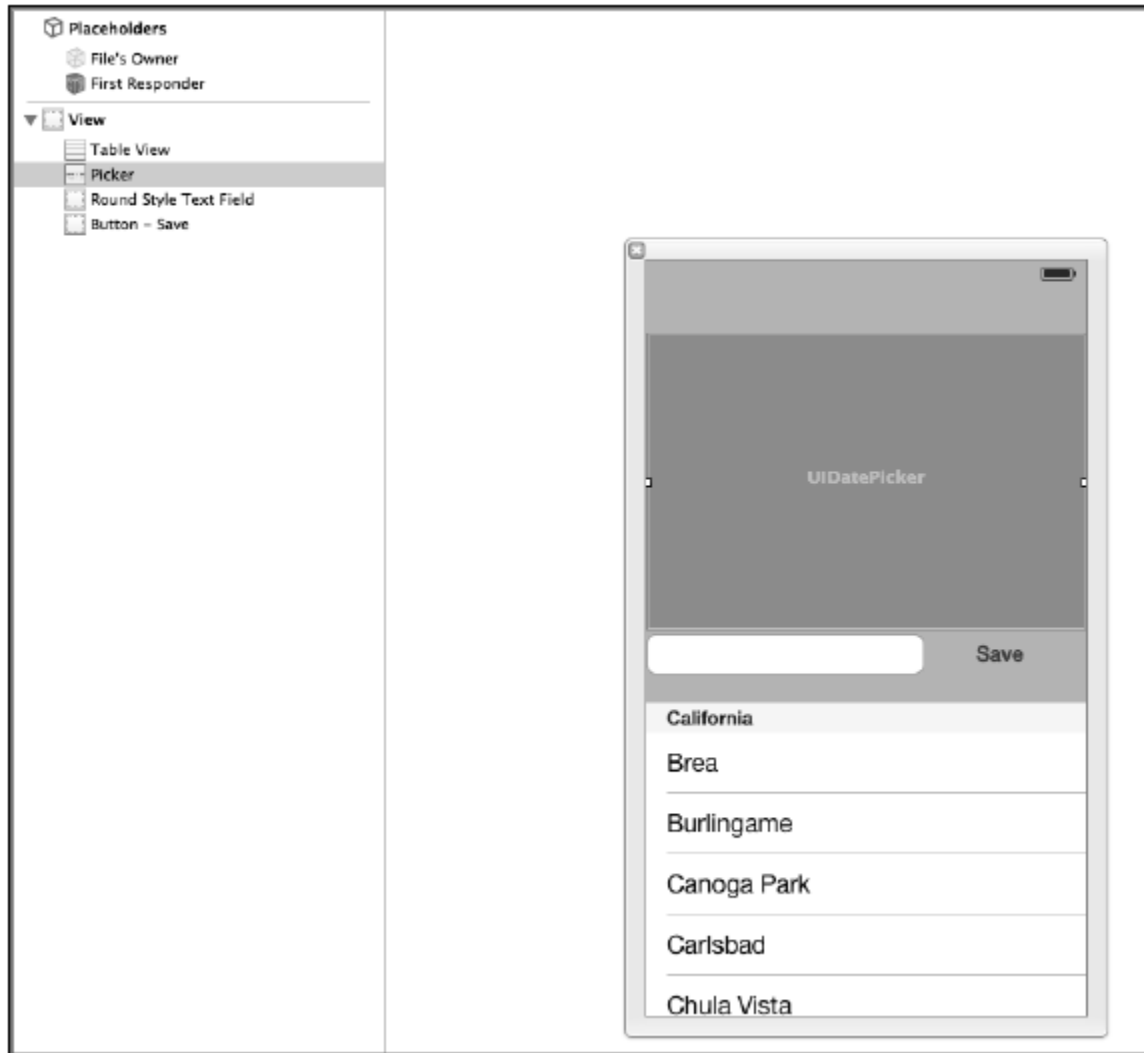 Placeholders
File's Owner
First Responder
View
Table View
Picker
Round Style Text Field
Button – Save
UIDatePicker
Save
California
Brea
Burlingame
Canoga Park
Carlsbad
Chula Vista